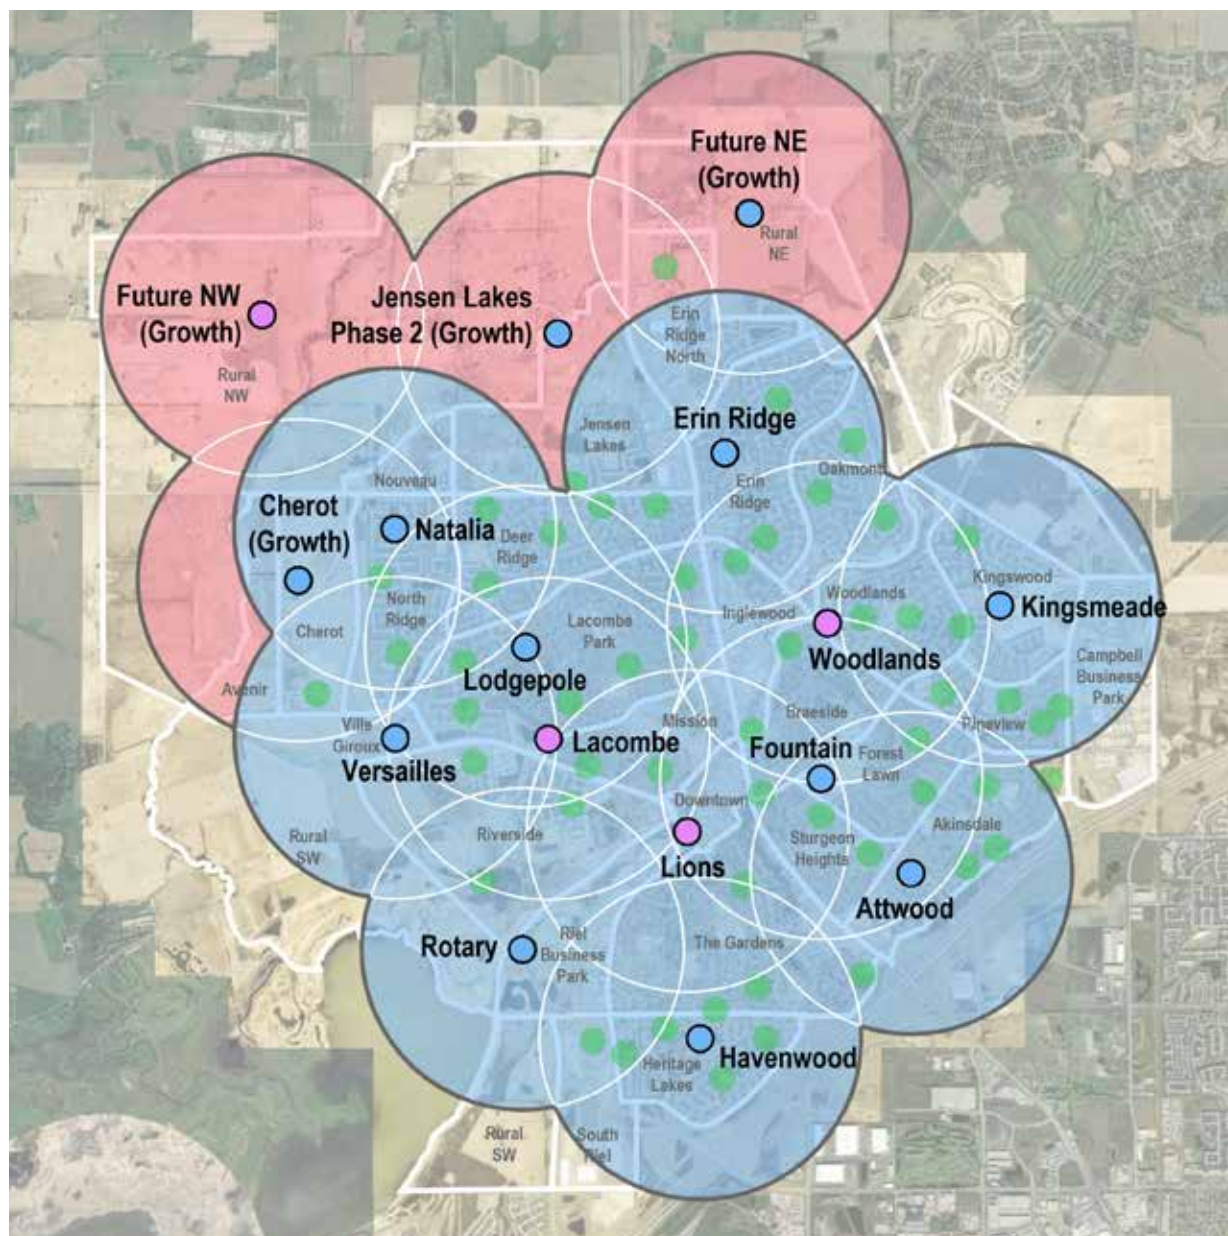 Future NE
(Growth)
Rural
NE
Future NW
(Growth)
Rural
NW
Jensen Lakes
Phase 2 (Growth)
Erin
Ridge
North
Erin Ridge
Erin
Ridge
Jensen
Lakes
Oakmont
Nouveau
Cherot
(Growth)
Natalia
Deer
Ridge
Kingswood
Kingsmeade
Woodlands
Inglewood
Woodlands
North
Ridge
Cherot
Lacombe
Park
Lodgepole
Campbell
Business
Park
Avenir
Ville
Giroux
Versailles
Lacombe
Mission
Braeside
Pineview
Fountain
Forest
Lawn
Downtown
Riverside
Rural
SW
Lions
Sturgeon
Heights
Akinsdale
Attwood
Rotary
Riel
Business
Park
The Gardens
Havenwood
Heritage
Lakes
Rural
SW
South
Riel